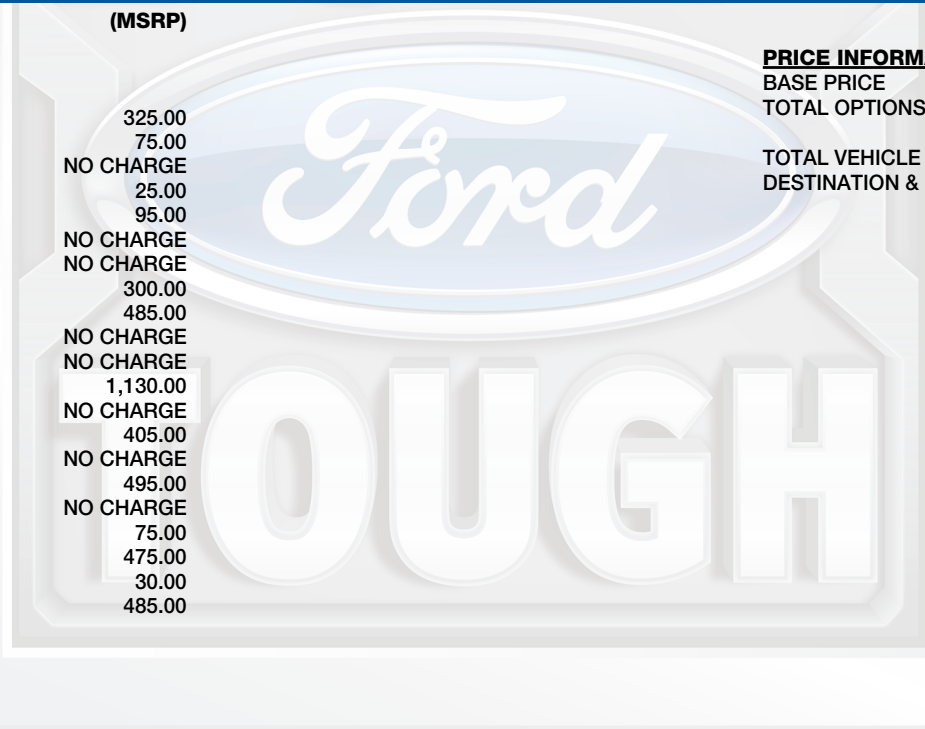 (MSRP)
325.00
75.00
NO CHARGE
25.00
95.00
NO CHARGE
NO CHARGE
300.00
485.00
NO CHARGE
NO CHARGE
1,130.00
NO CHARGE
405.00
NO CHARGE
495.00
NO CHARGE
75.00
475.00
30.00
485.00
PRICE INFORMA
BASE PRICE
TOTAL OPTIONS
TOTAL VEHICLE
DESTINATION &
Ford
TOUGH